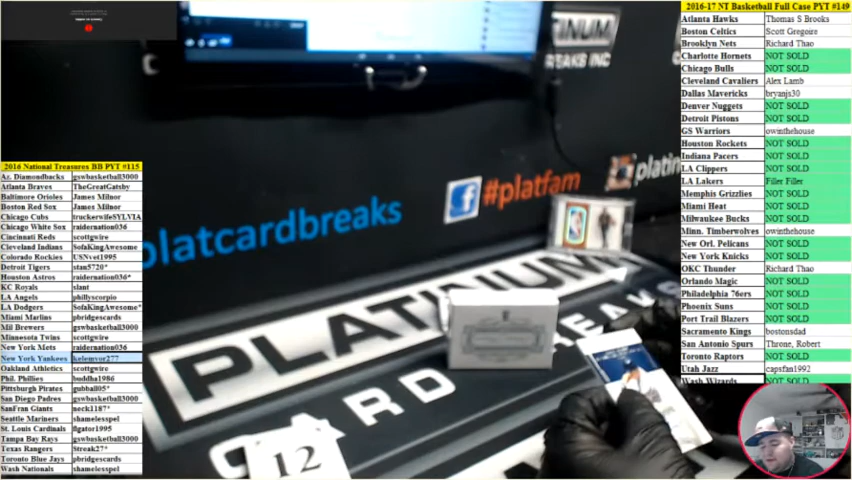 2016-17 NT Basketball Full Case PYT #149
Atlanta Hawks Thomas S Brooks
Boston Celtics Scott Gregoire
Brooklyn Nets Richard Thao
Charlotte Hornets NOT SOLD
Chicago Bulls NOT SOLD
Cleveland Cavaliers Alex Lamb
Dallas Mavericks bryanjs30
Denver Nuggets NOT SOLD
Detroit Pistons NOT SOLD
GS Warriors owinthehouse
Houston Rockets NOT SOLD
Indiana Pacers NOT SOLD
LA Clippers NOT SOLD
LA Lakers Filer Filer
Memphis Grizzlies NOT SOLD
Miami Heat NOT SOLD
Milwaukee Bucks NOT SOLD
Minn. Timberwolves owinthehouse
New Orl. Pelicans NOT SOLD
New York Knicks NOT SOLD
OKC Thunder Richard Thao
Orlando Magic NOT SOLD
Philadelphia 76ers NOT SOLD
Phoenix Suns NOT SOLD
Port Trail Blazers NOT SOLD
Sacramento Kings bostonsdad
San Antonio Spurs Throne, Robert
Toronto Raptors NOT SOLD
Utah Jazz capsfan1992
Wash Wizards NOT SOLD
2016 National Treasures BB PYT #115
Az. Diamondbacks gswbasketball3000
Atlanta Braves TheGreatGatsby
Baltimore Orioles James Milnor
Boston Red Sox James Milnor
Chicago Cubs truckerwifeSYLVIA
Chicago White Sox raidernation036
Cincinnati Reds scottgwire
Cleveland Indians SofaKingAwesome
Colorado Rockies USNvet1995
Detroit Tigers stan5720*
Houston Astros raidernation036*
KC Royals slant
LA Angels phillyscorpio
LA Dodgers SofaKingAwesome*
Miami Marlins pbridgescards
Mil Brewers gswbasketball3000
Minnesota Twins scottgwire
New York Mets raidernation036
New York Yankees kelemvor277
Oakland Athletics scottgwire
Phil. Phillies buddha1986
Pittsburgh Pirates gubball05*
San Diego Padres gswbasketball3000
SanFran Giants neck1187*
Seattle Mariners shamelesspel
St. Louis Cardinals figator1995
Tampa Bay Rays gswbasketball3000
Texas Rangers Streak27*
Toronto Blue Jays pbridgescards
Wash Nationals shamelesspel
INUM
REAKS INC
f #platfam
platin
platcardbreaks
PLATINUM
CARD BREAKS
12